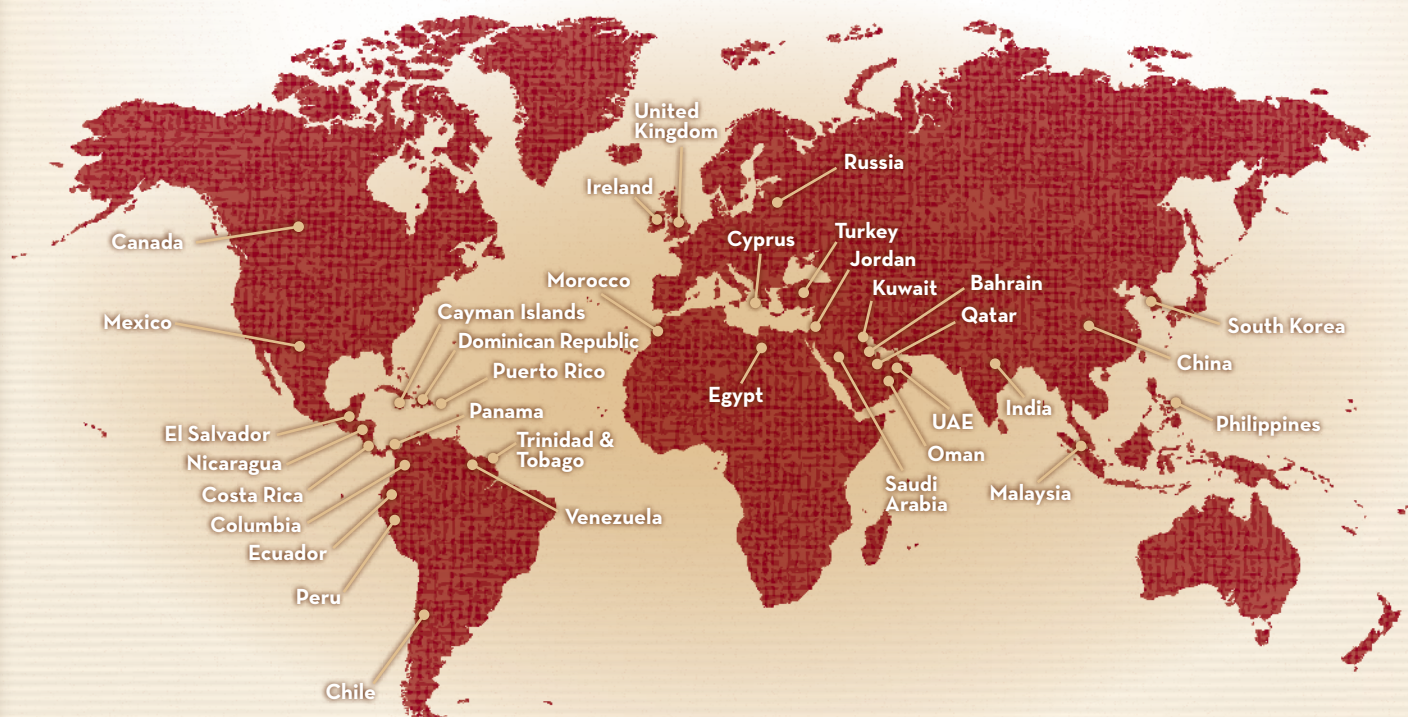 United
Kingdom
Russia
Ireland
Canada
Cyprus
Turkey
Jordan
Morocco
Kuwait
Bahrain
Cayman Islands
Qatar
Mexico
South Korea
Dominican Republic
China
Puerto Rico
Egypt
Panama
India
UAE
Philippines
El Salvador
Trinidad &
Tobago
Nicaragua
Oman
Saudi
Arabia
Malaysia
Costa Rica
Columbia
Venezuela
Ecuador
Peru
Chile